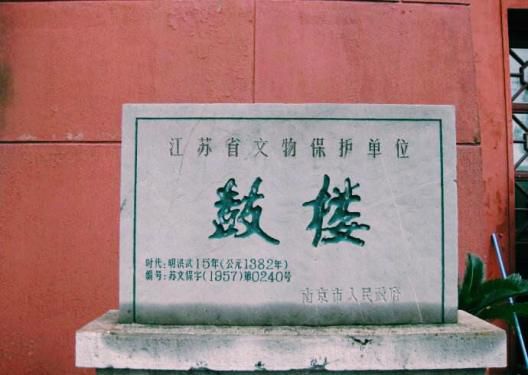 江苏省文物保护单位
鼓楼
时代:明洪武15年(公元1382年)
编号:苏文保字(1957)第0240号
南京市人民政府